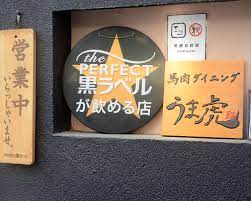 営業中
いらっしゃいませ。
the
PERFECT
黒ラベル
が飲める店
馬肉ダイニング
うま虎